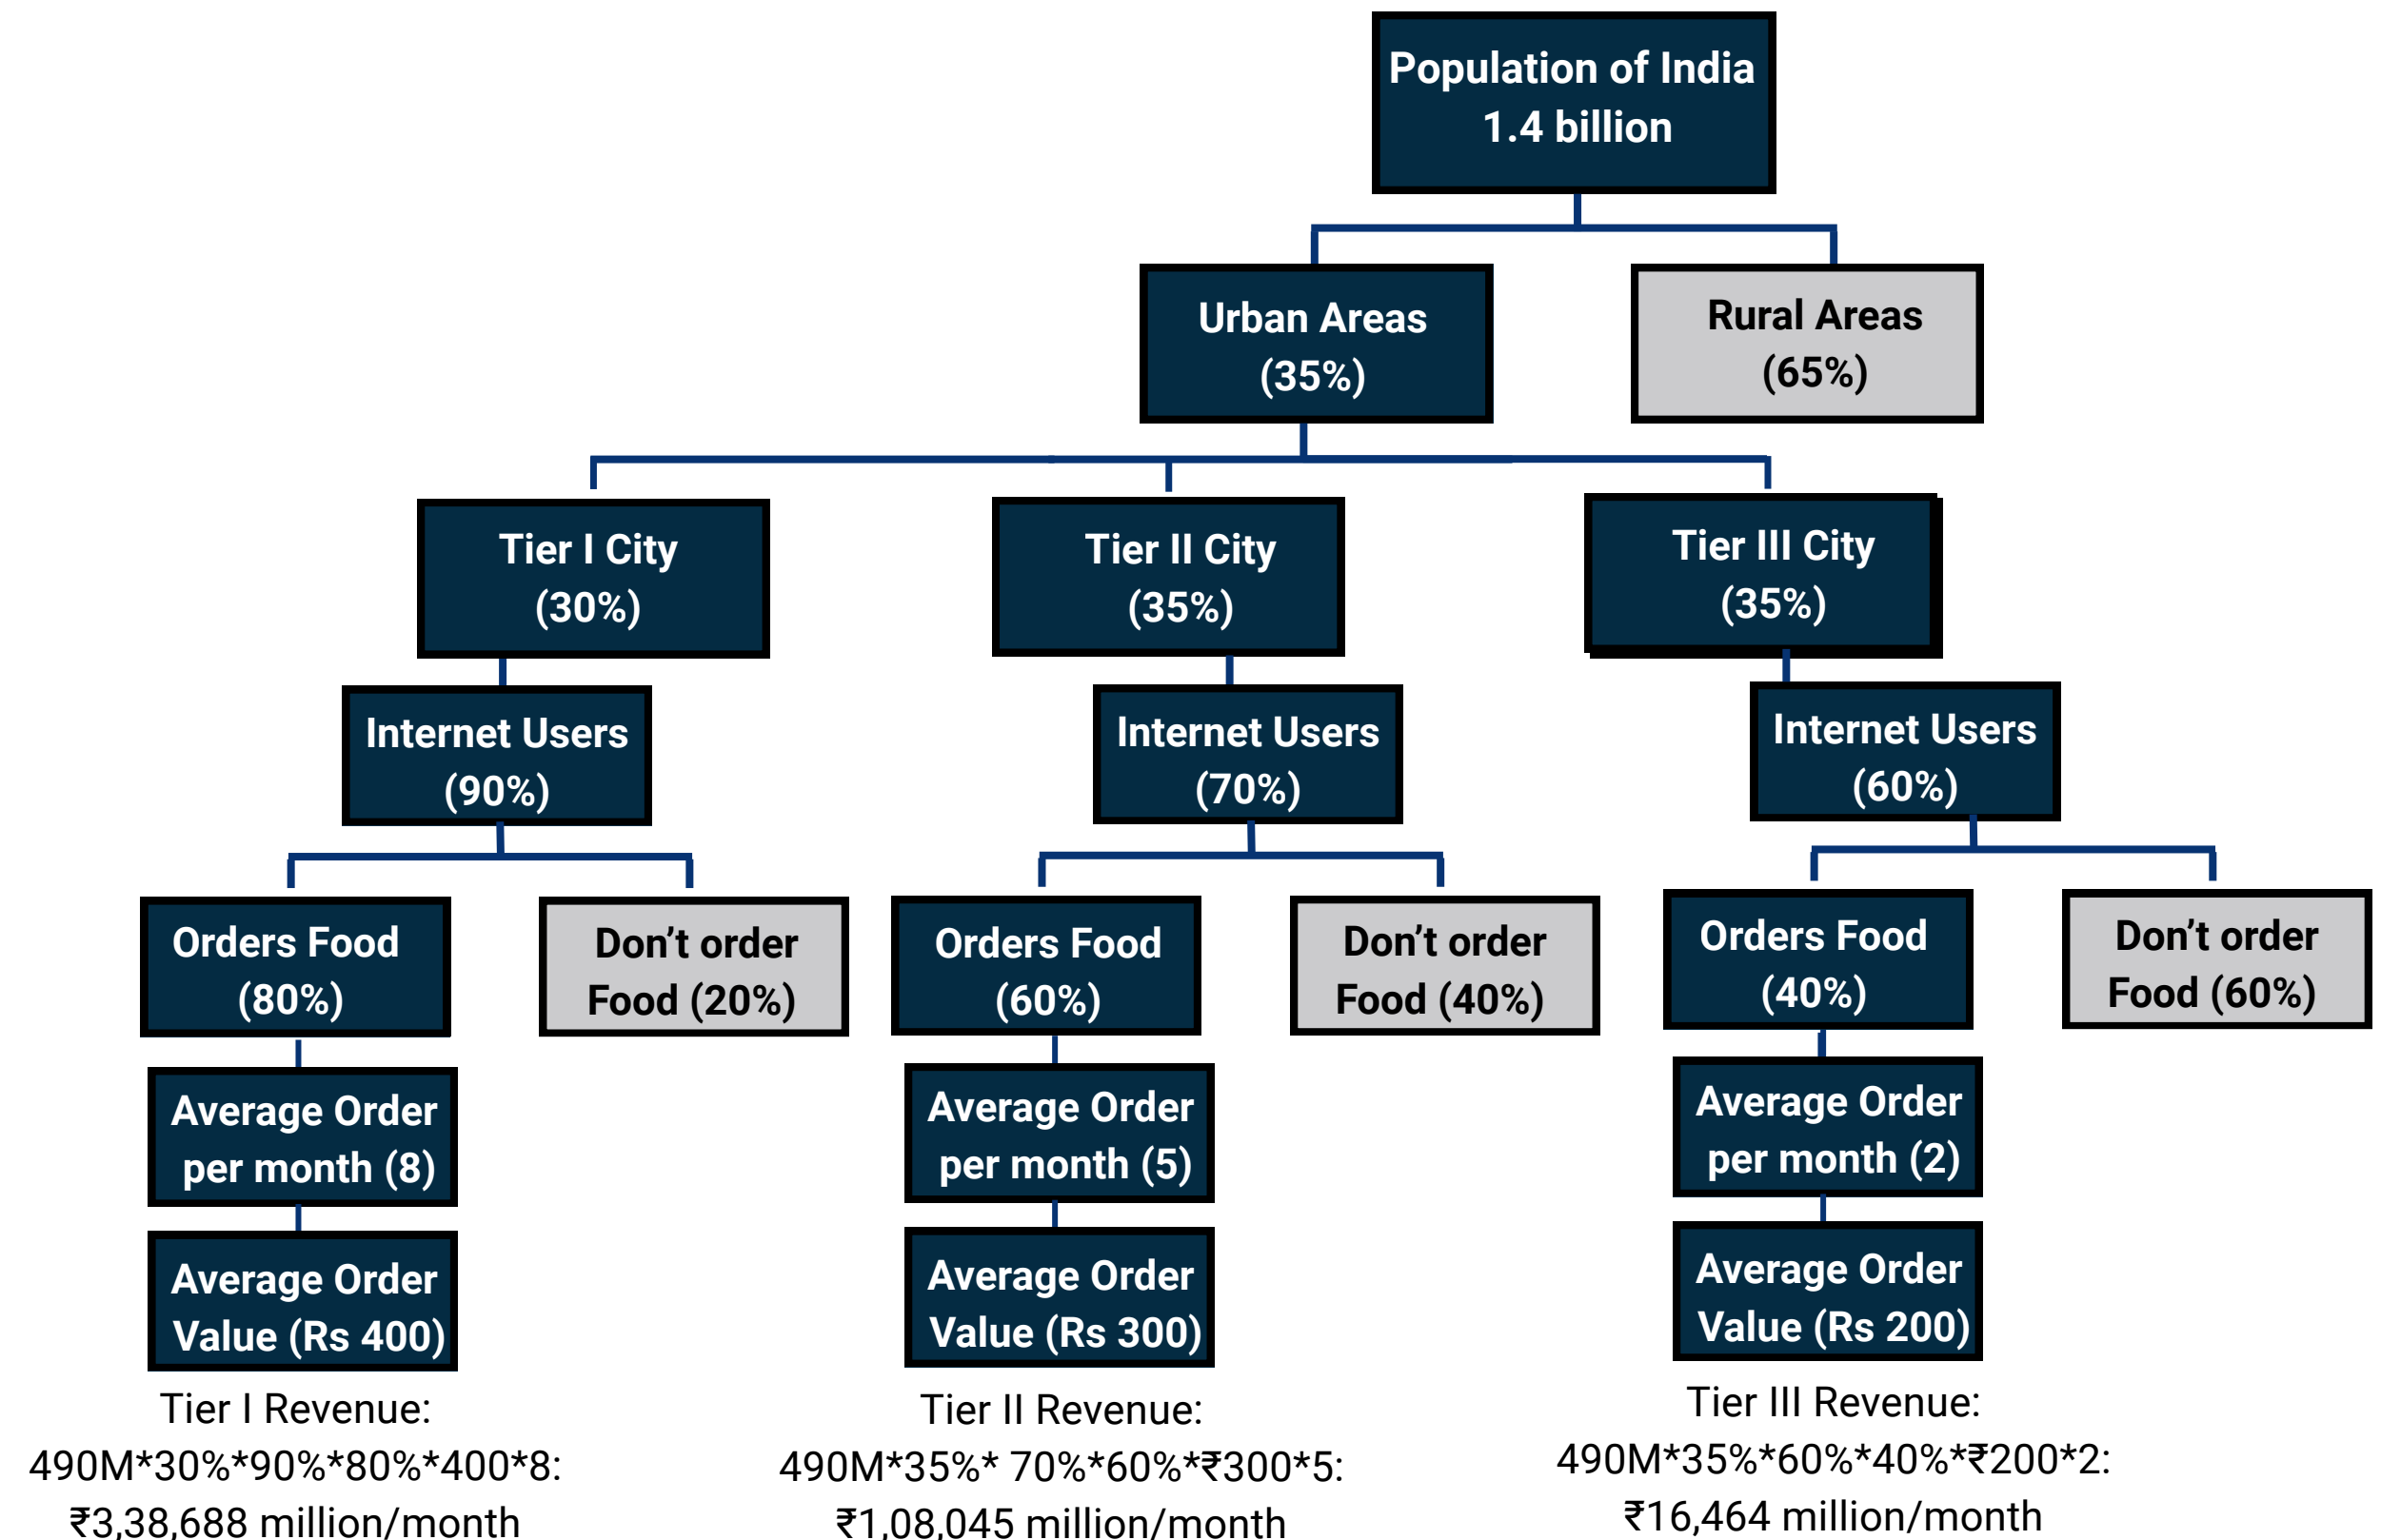 Population of India
1.4 billion
Urban Areas
(35%)
Rural Areas
(65%)
Tier I City
(30%)
Tier II City
(35%)
Tier III City
(35%)
Internet Users
(90%)
Internet Users
(70%)
Internet Users
(60%)
Orders Food
(80%)
Don’t order
Food (20%)
Orders Food
(60%)
Don’t order
Food (40%)
Orders Food
(40%)
Don’t order
Food (60%)
Average Order
per month (8)
Average Order
per month (5)
Average Order
per month (2)
Average Order
Value (Rs 400)
Average Order
Value (Rs 300)
Average Order
Value (Rs 200)
Tier I Revenue:
490M*30%*90%*80%*400*8:
₹3,38,688 million/month
Tier II Revenue:
490M*35%* 70%*60%*₹300*5:
₹1,08,045 million/month
Tier III Revenue:
490M*35%*60%*40%*₹200*2:
₹16,464 million/month